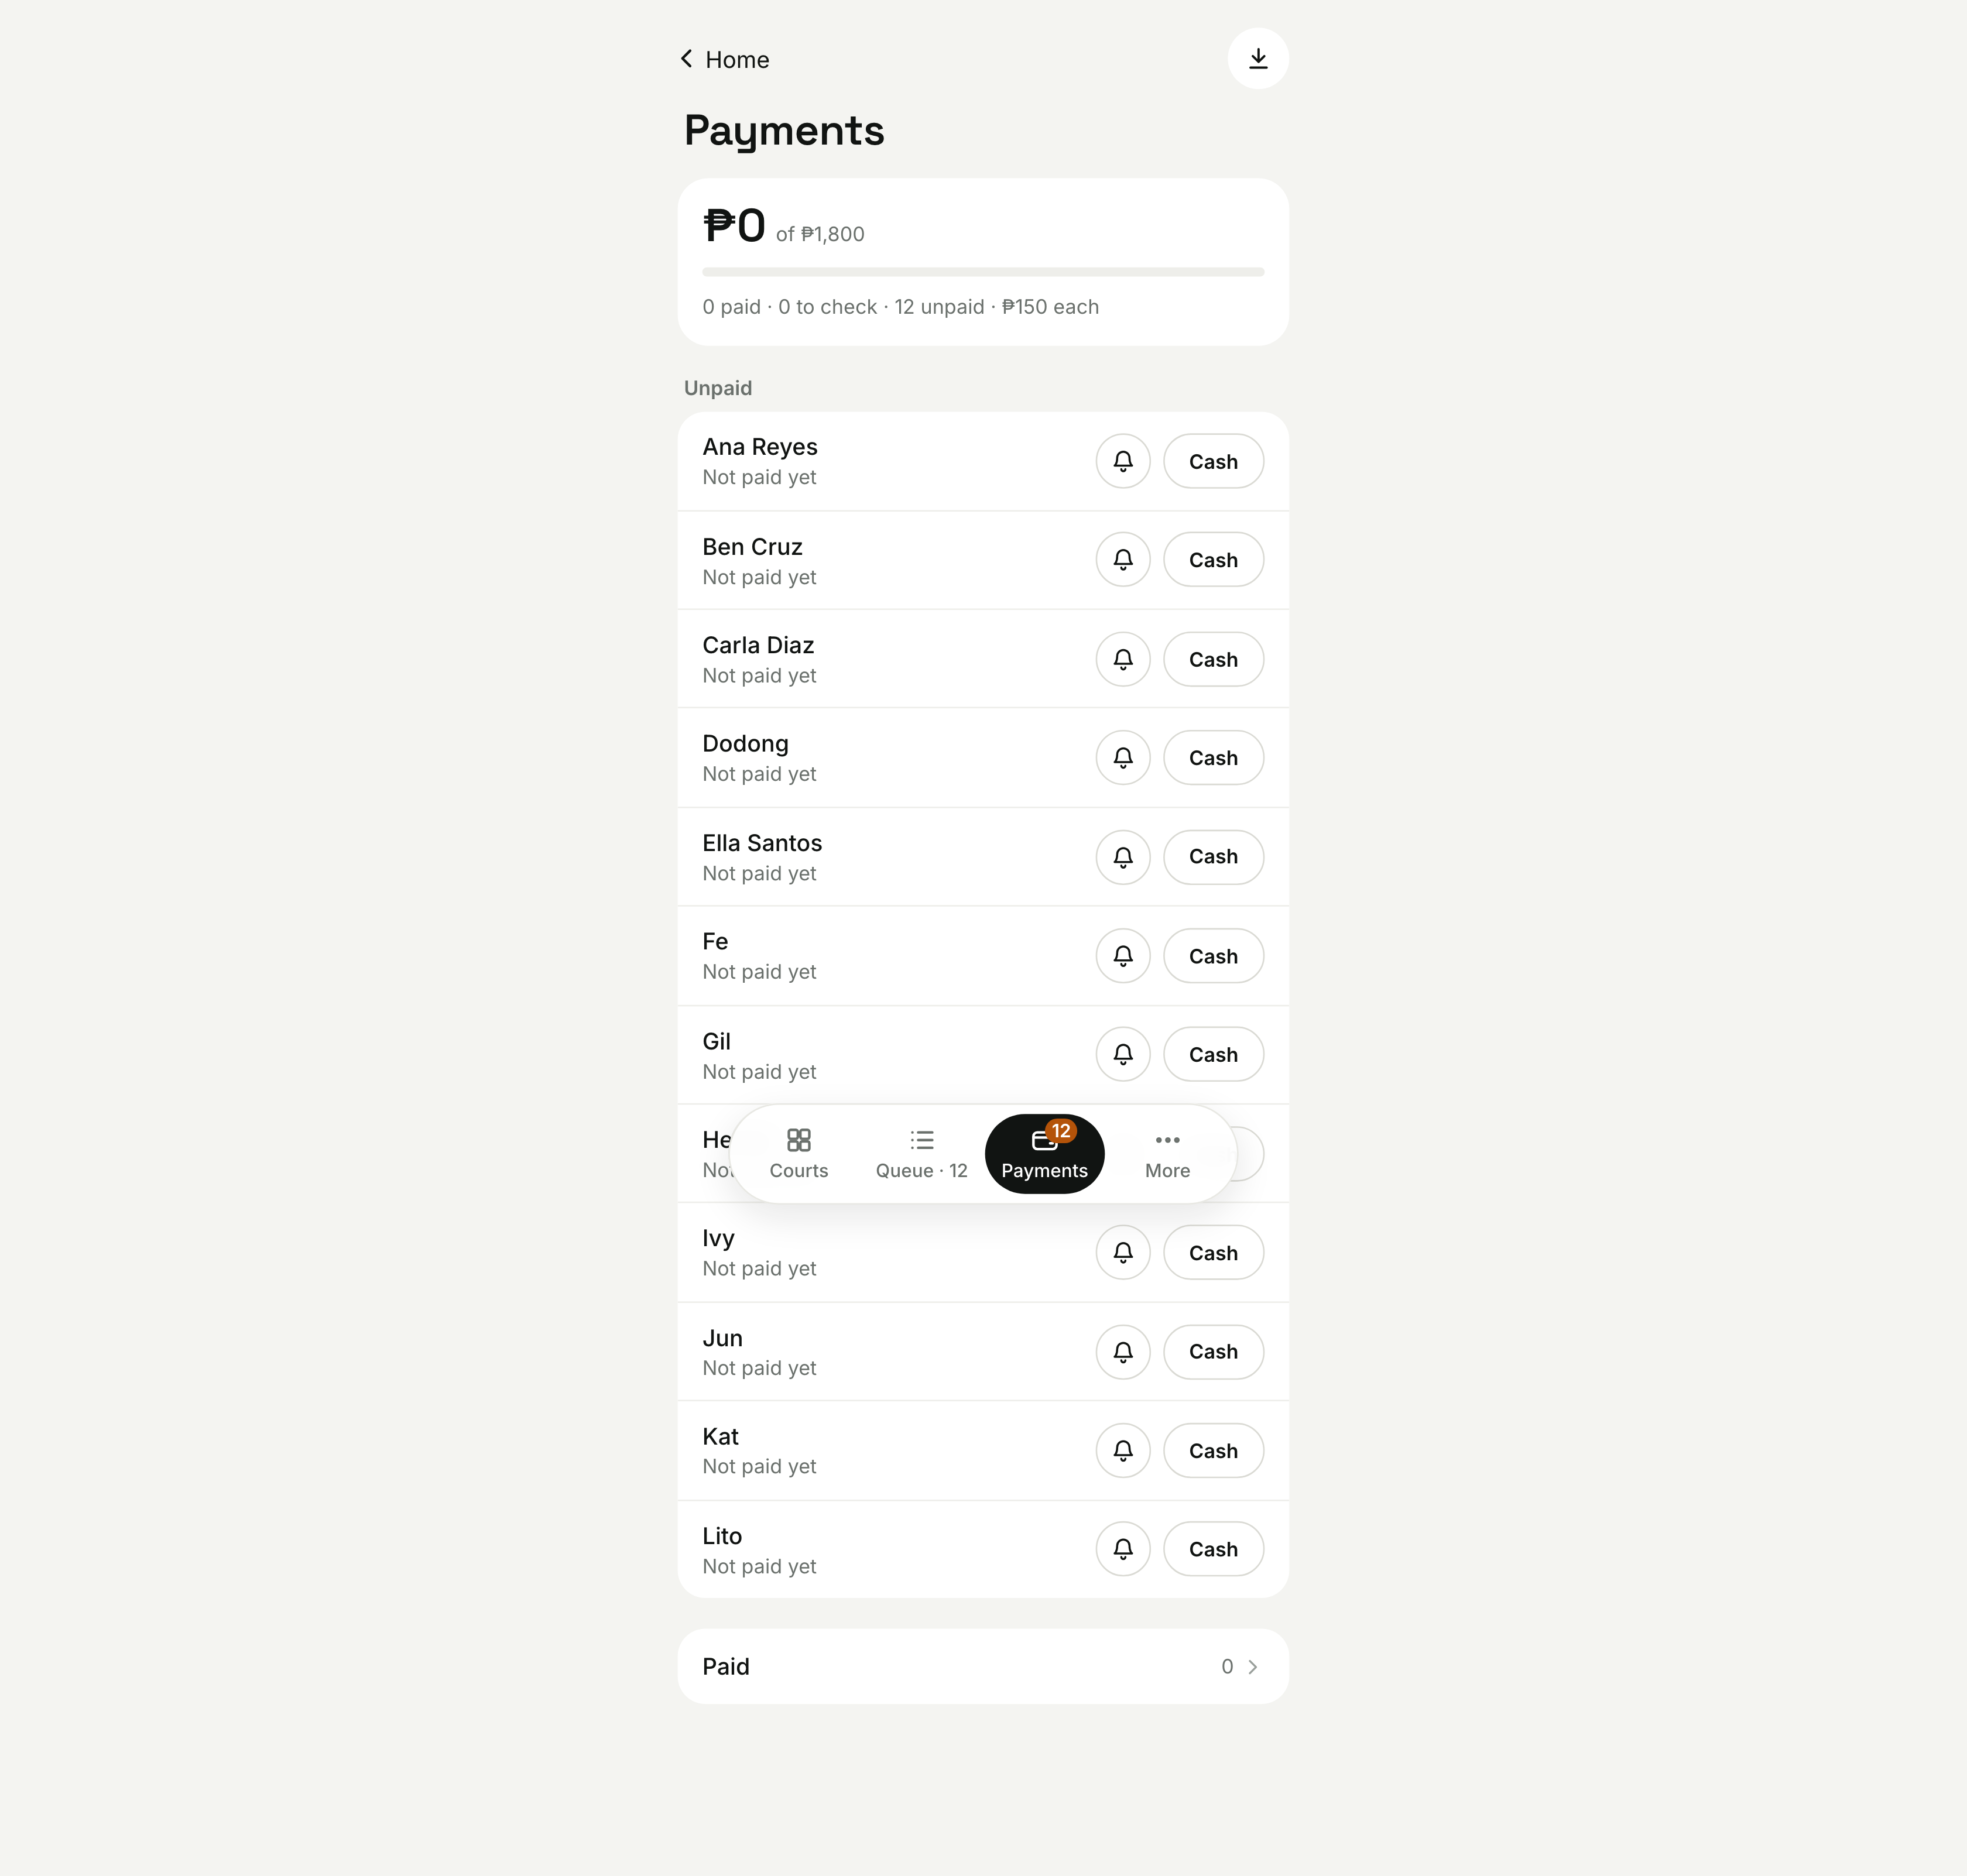 Home
Payments
₱0 of ₱1,800
0 paid · 0 to check · 12 unpaid · ₱150 each
Unpaid
Ana Reyes
Not paid yet
Cash
Ben Cruz
Not paid yet
Cash
Carla Diaz
Not paid yet
Cash
Dodong
Not paid yet
Cash
Ella Santos
Not paid yet
Cash
Fe
Not paid yet
Cash
Gil
Not paid yet
Cash
12
Courts
Queue · 12
Payments
More
Ivy
Not paid yet
Cash
Jun
Not paid yet
Cash
Kat
Not paid yet
Cash
Lito
Not paid yet
Cash
Paid
0